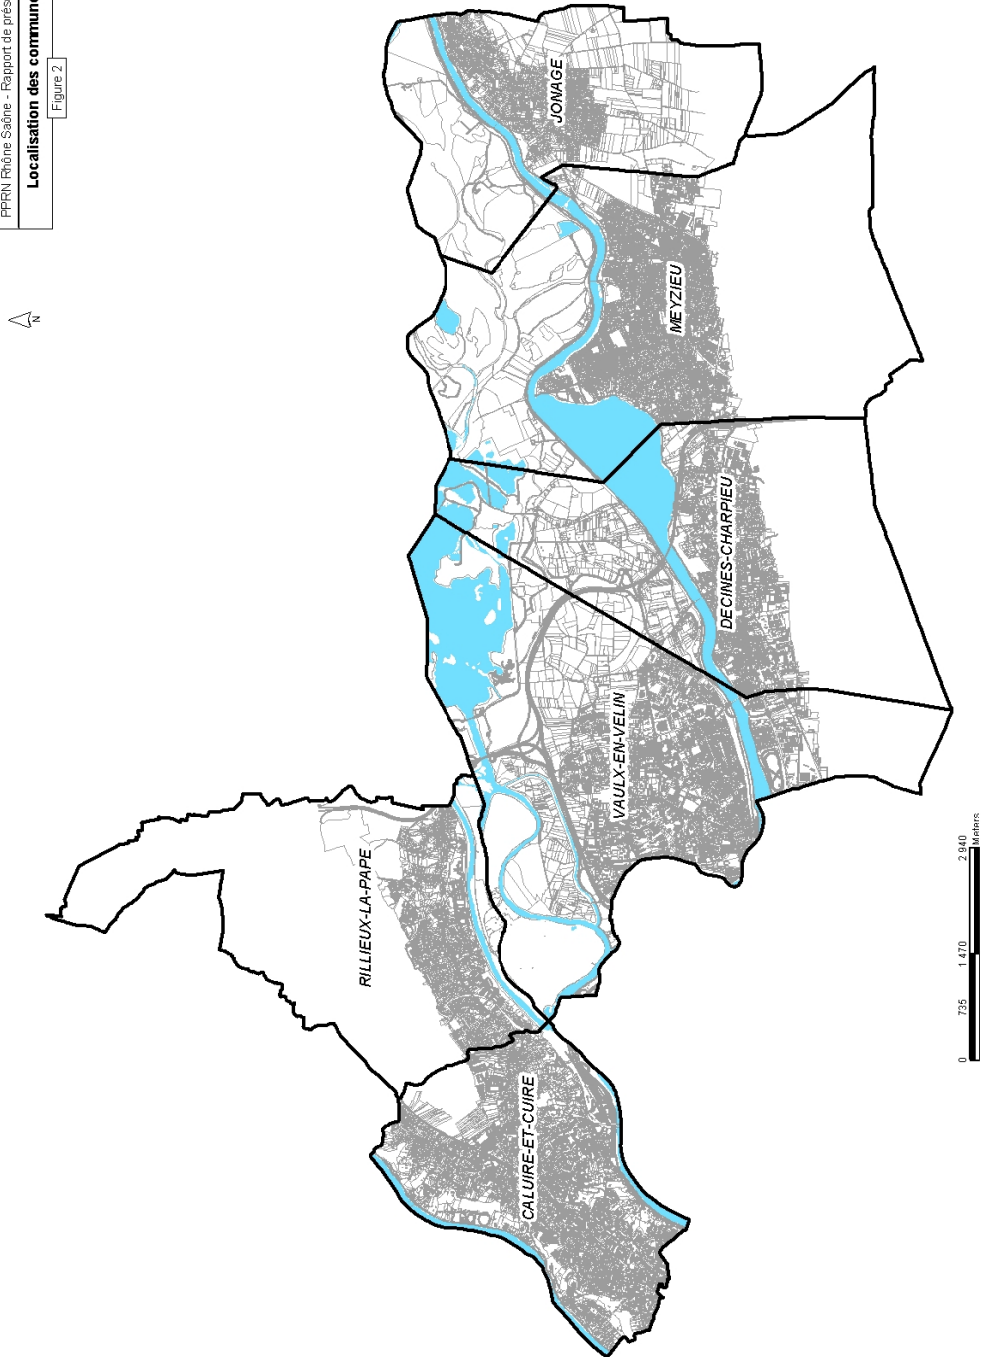 PPRN Rhône Saône - Rapport de prés
Localisation des commune
Figure 2
N
JONAGE
MEYZIEU
DECINES-CHARPIEU
VAULX-EN-VELIN
RILLIEUX-LA-PAPE
CALUIRE-ET-CUIRE
0 735 1 470 2 940
Meters